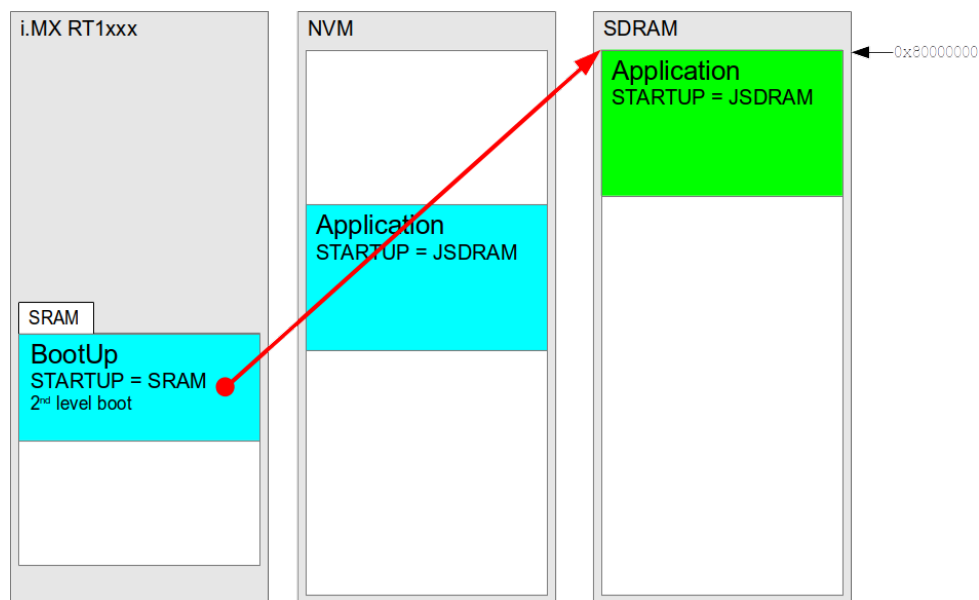 i.MX RT1xxx
SRAM
BootUp
STARTUP = SRAM
2nd level boot
NVM
Application
STARTUP = JSDRAM
SDRAM
Application
STARTUP = JSDRAM
0x80000000